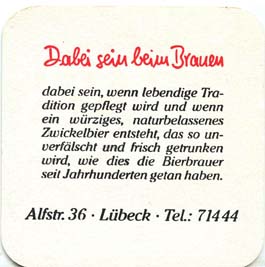 Dabei sein beim Brauen
dabei sein, wenn lebendige Tra-
dition gepflegt wird und wenn
ein würziges, naturbelassenes
Zwickelbier entsteht, das so un-
verfälscht und frisch getrunken
wird, wie dies die Bierbrauer
seit Jahrhunderten getan haben.
Alfstr. 36 · Lübeck · Tel.: 71444